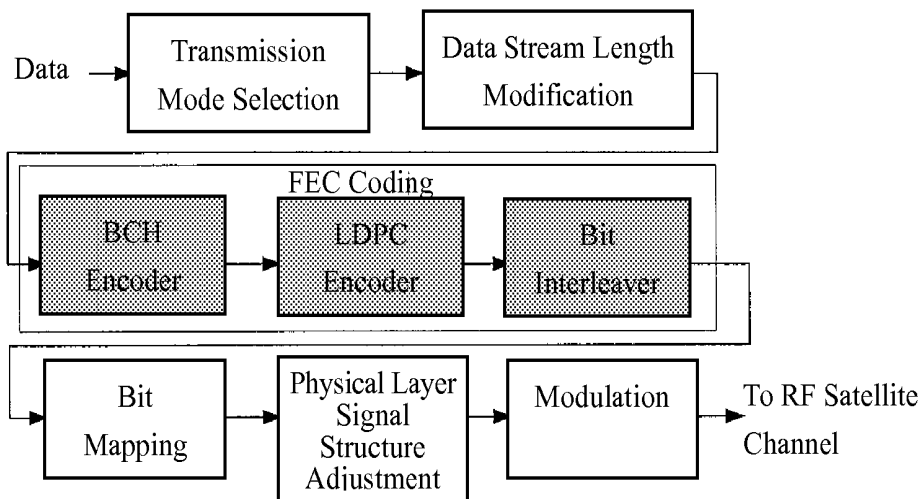 Data
Transmission
Mode Selection
Data Stream Length
Modification
FEC Coding
BCH
Encoder
LDPC
Encoder
Bit
Interleaver
Bit
Mapping
Physical Layer
Signal
Structure
Adjustment
Modulation
To RF Satellite
Channel